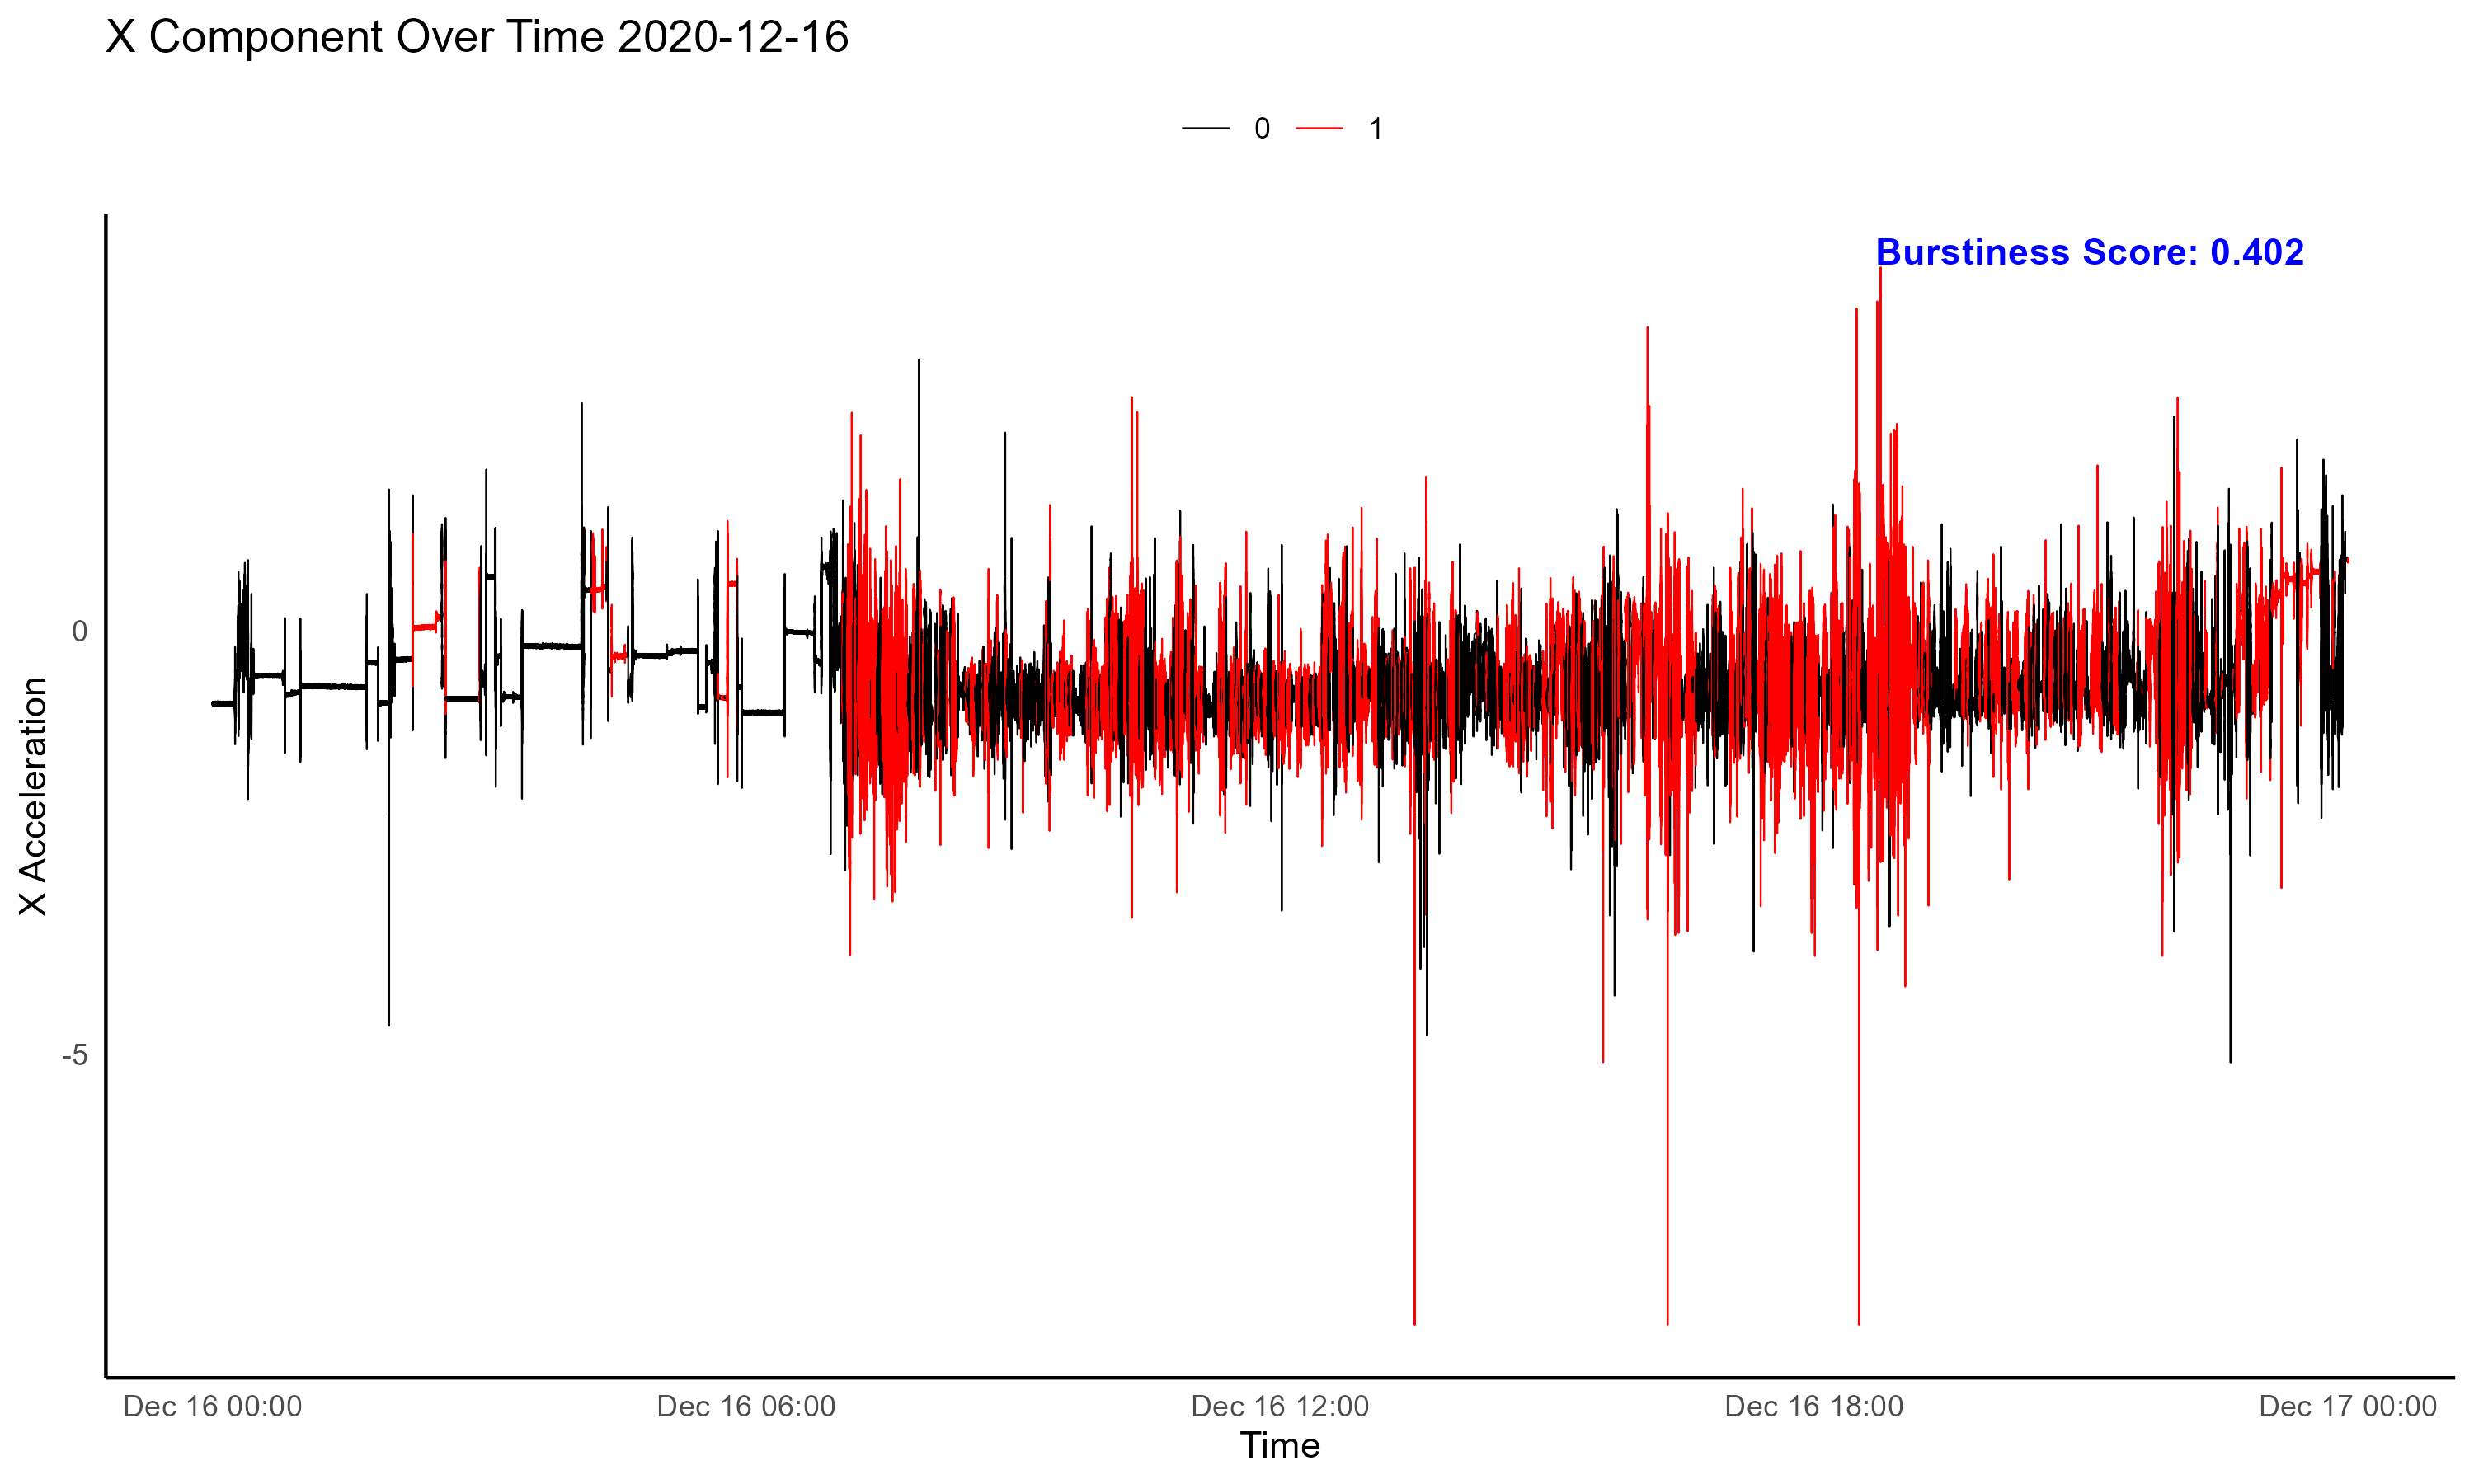 X Component Over Time 2020-12-16
0 1
Burstiness Score: 0.402
0
-5
X Acceleration
Dec 16 00:00 Dec 16 06:00 Dec 16 12:00 Dec 16 18:00 Dec 17 00:00
Time